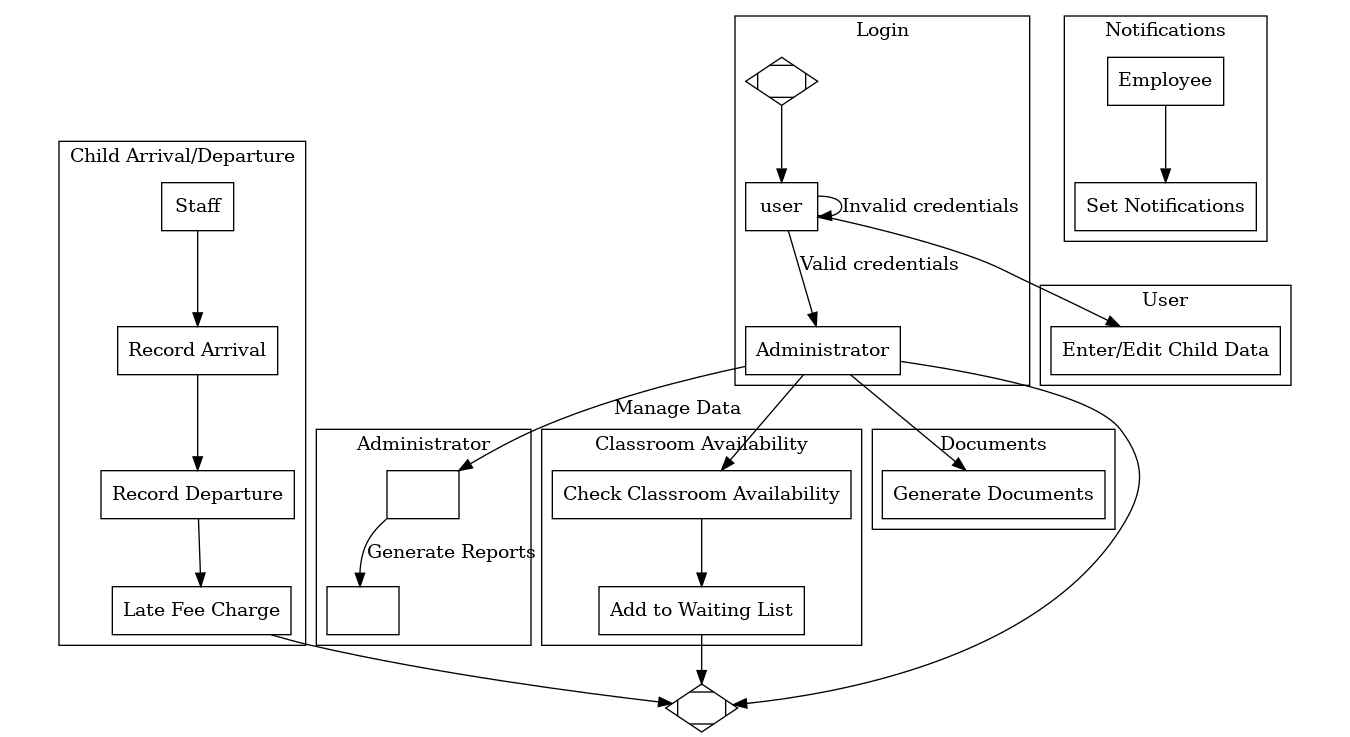 Login
Notifications
Employee
Child Arrival/Departure
Staff
user
Invalid credentials
Set Notifications
Valid credentials
User
Record Arrival
Administrator
Enter/Edit Child Data
Manage Data
Administrator
Classroom Availability
Documents
Record Departure
Check Classroom Availability
Generate Documents
Generate Reports
Late Fee Charge
Add to Waiting List